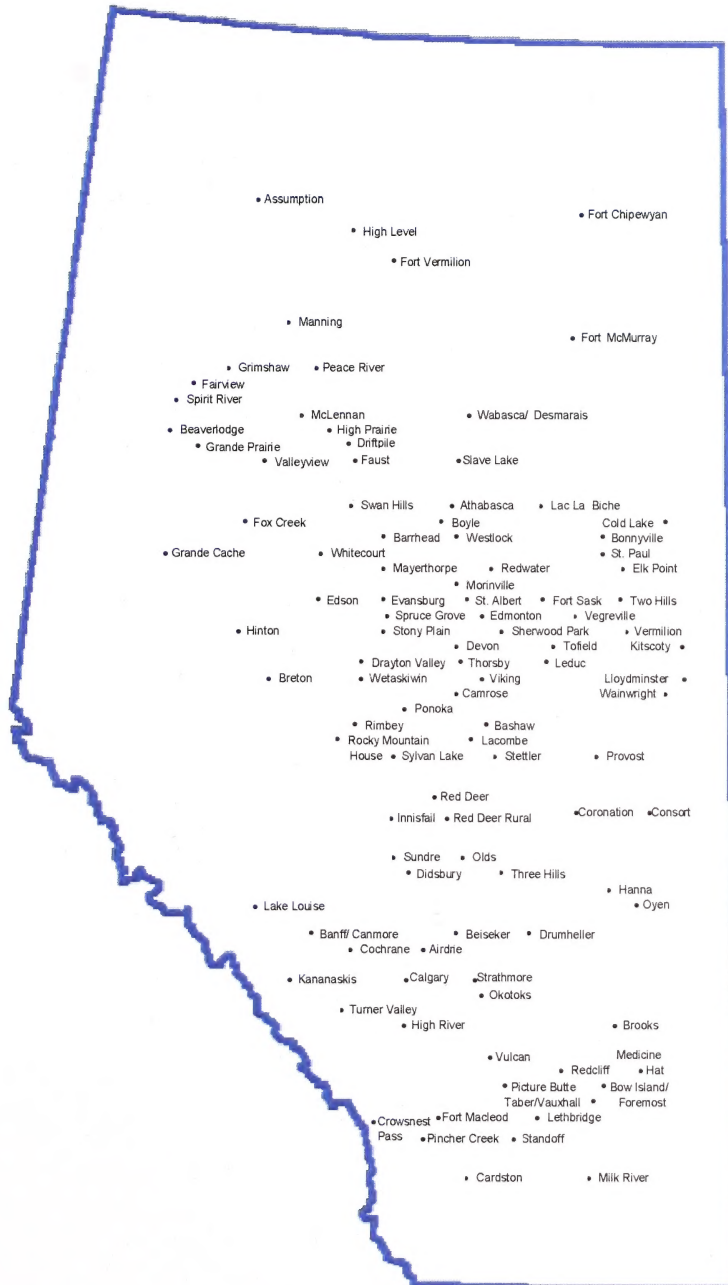 Assumption
Fort Chipewyan
High Level
Fort Vermilion
Manning
Fort McMurray
Grimshaw
Peace River
Fairview
Spirit River
McLennan
Wabasca/ Desmarais
Beaverlodge
High Prairie
Grande Prairie
Driftpile
Valleyview
Faust
Slave Lake
Swan Hills
Athabasca
Lac La Biche
Fox Creek
Boyle
Cold Lake
Barrhead
Westlock
Bonnyville
Grande Cache
Whitecourt
St. Paul
Mayerthorpe
Redwater
Elk Point
Morinville
Edson
Evansburg
St. Albert
Fort Sask
Two Hills
Spruce Grove
Edmonton
Vegreville
Hinton
Stony Plain
Sherwood Park
Vermilion
Devon
Tofield
Kitscoty
Drayton Valley
Thorsby
Leduc
Breton
Wetaskiwin
Viking
Lloydminster
Camrose
Wainwright
Ponoka
Rimbey
Bashaw
Rocky Mountain
House
Lacombe
Sylvan Lake
Stettler
Provost
Red Deer
Innisfail
Red Deer Rural
Coronation
Consort
Sundre
Olds
Didsbury
Three Hills
Hanna
Lake Louise
Oyen
Banff/ Canmore
Beiseker
Drumheller
Cochrane
Airdrie
Kananaskis
Calgary
Strathmore
Okotoks
Turner Valley
High River
Brooks
Vulcan
Medicine
Hat
Redcliff
Picture Butte
Bow Island/
Foremost
Taber/Vauxhall
Crowsnest
Pass
Fort Macleod
Lethbridge
Pincher Creek
Standoff
Cardston
Milk River